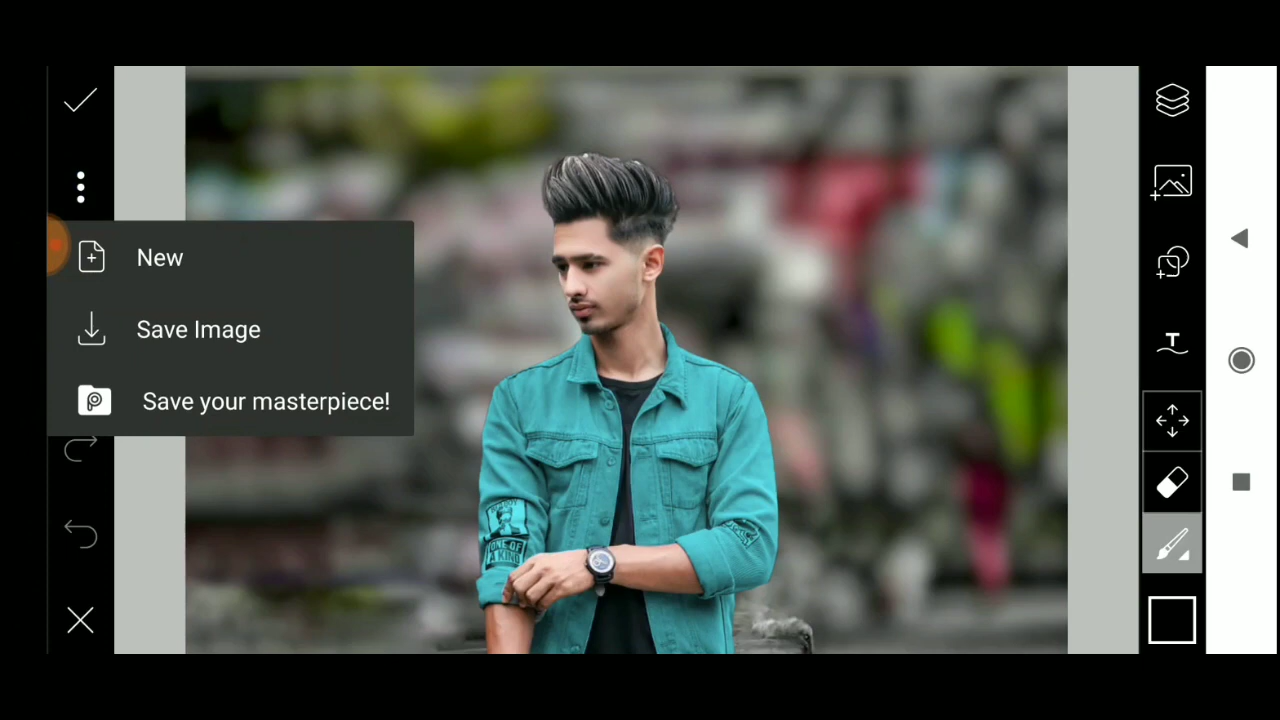 New
Save Image
Save your masterpiece!
T
ONE OF
A KIND